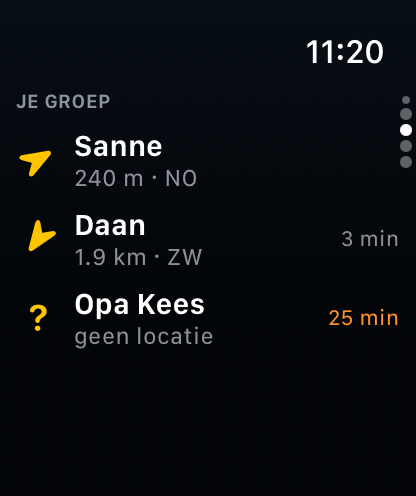 11:20
JE GROEP
Sanne
240 m · NO
Daan
1.9 km · ZW
3 min
?
Opa Kees
geen locatie
25 min